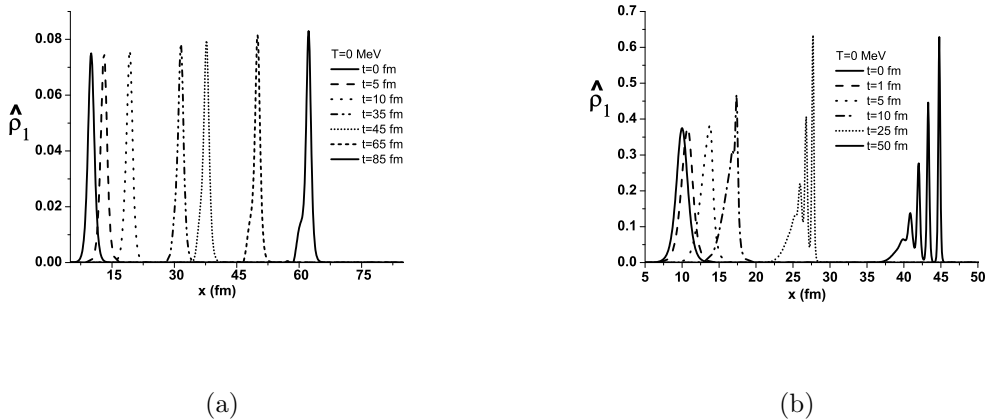 0.08
0.06
0.04
0.02
0.00
ρ̂₁
15 30 45 60 75
x (fm)
T=0 MeV
t=0 fm
t=5 fm
t=10 fm
t=35 fm
t=45 fm
t=65 fm
t=85 fm
(a)
0.7
0.6
0.5
0.4
0.3
0.2
0.1
0.0
ρ̂₁
5 10 15 20 25 30 35 40 45 50
x (fm)
T=0 MeV
t=0 fm
t=1 fm
t=5 fm
t=10 fm
t=25 fm
t=50 fm
(b)